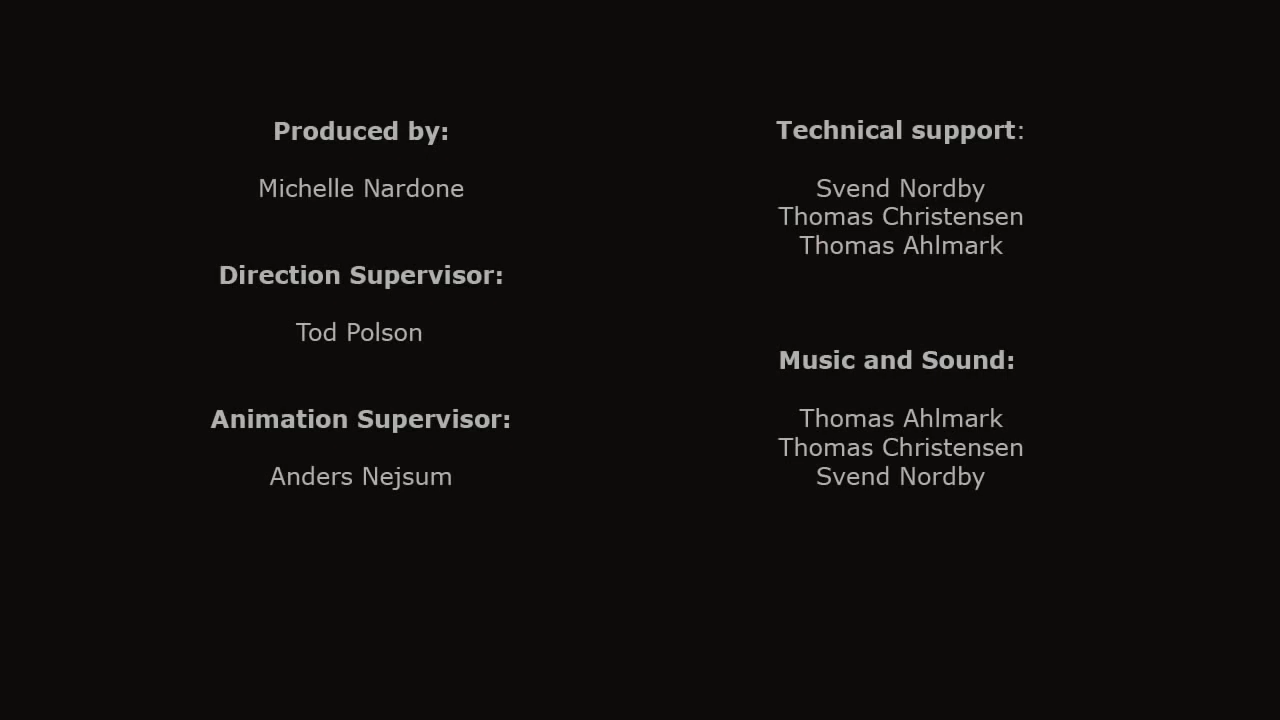 Produced by:
Michelle Nardone
Direction Supervisor:
Tod Polson
Animation Supervisor:
Anders Nejsum
Technical support:
Svend Nordby
Thomas Christensen
Thomas Ahlmark
Music and Sound:
Thomas Ahlmark
Thomas Christensen
Svend Nordby